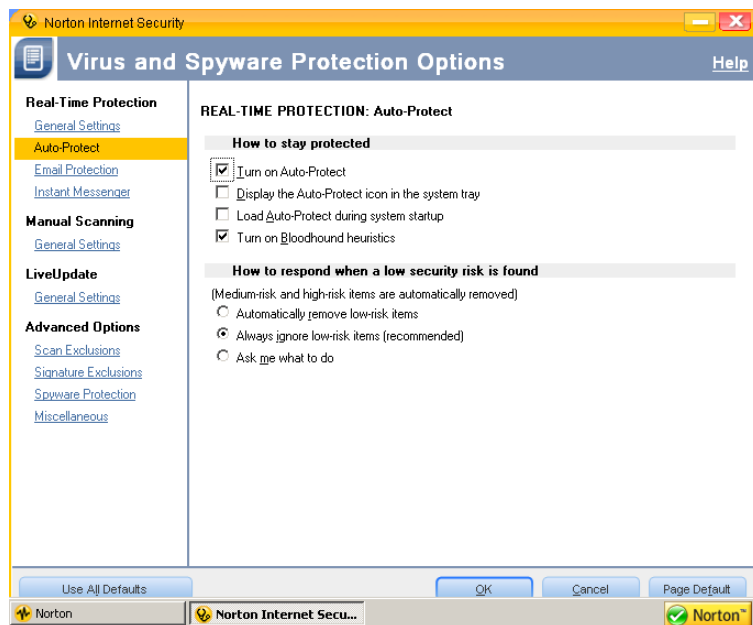 Norton Internet Security
Virus and Spyware Protection Options
Help
Real-Time Protection
General Settings
Auto-Protect
Email Protection
Instant Messenger
Manual Scanning
General Settings
LiveUpdate
General Settings
Advanced Options
Scan Exclusions
Signature Exclusions
Spyware Protection
Miscellaneous
REAL-TIME PROTECTION: Auto-Protect
How to stay protected
Turn on Auto-Protect
Display the Auto-Protect icon in the system tray
Load Auto-Protect during system startup
Turn on Bloodhound heuristics
How to respond when a low security risk is found
(Medium-risk and high-risk items are automatically removed)
Automatically remove low-risk items
Always ignore low-risk items (recommended)
Ask me what to do
Use All Defaults
OK
Cancel
Page Default
Norton
Norton Internet Secu...
Norton™